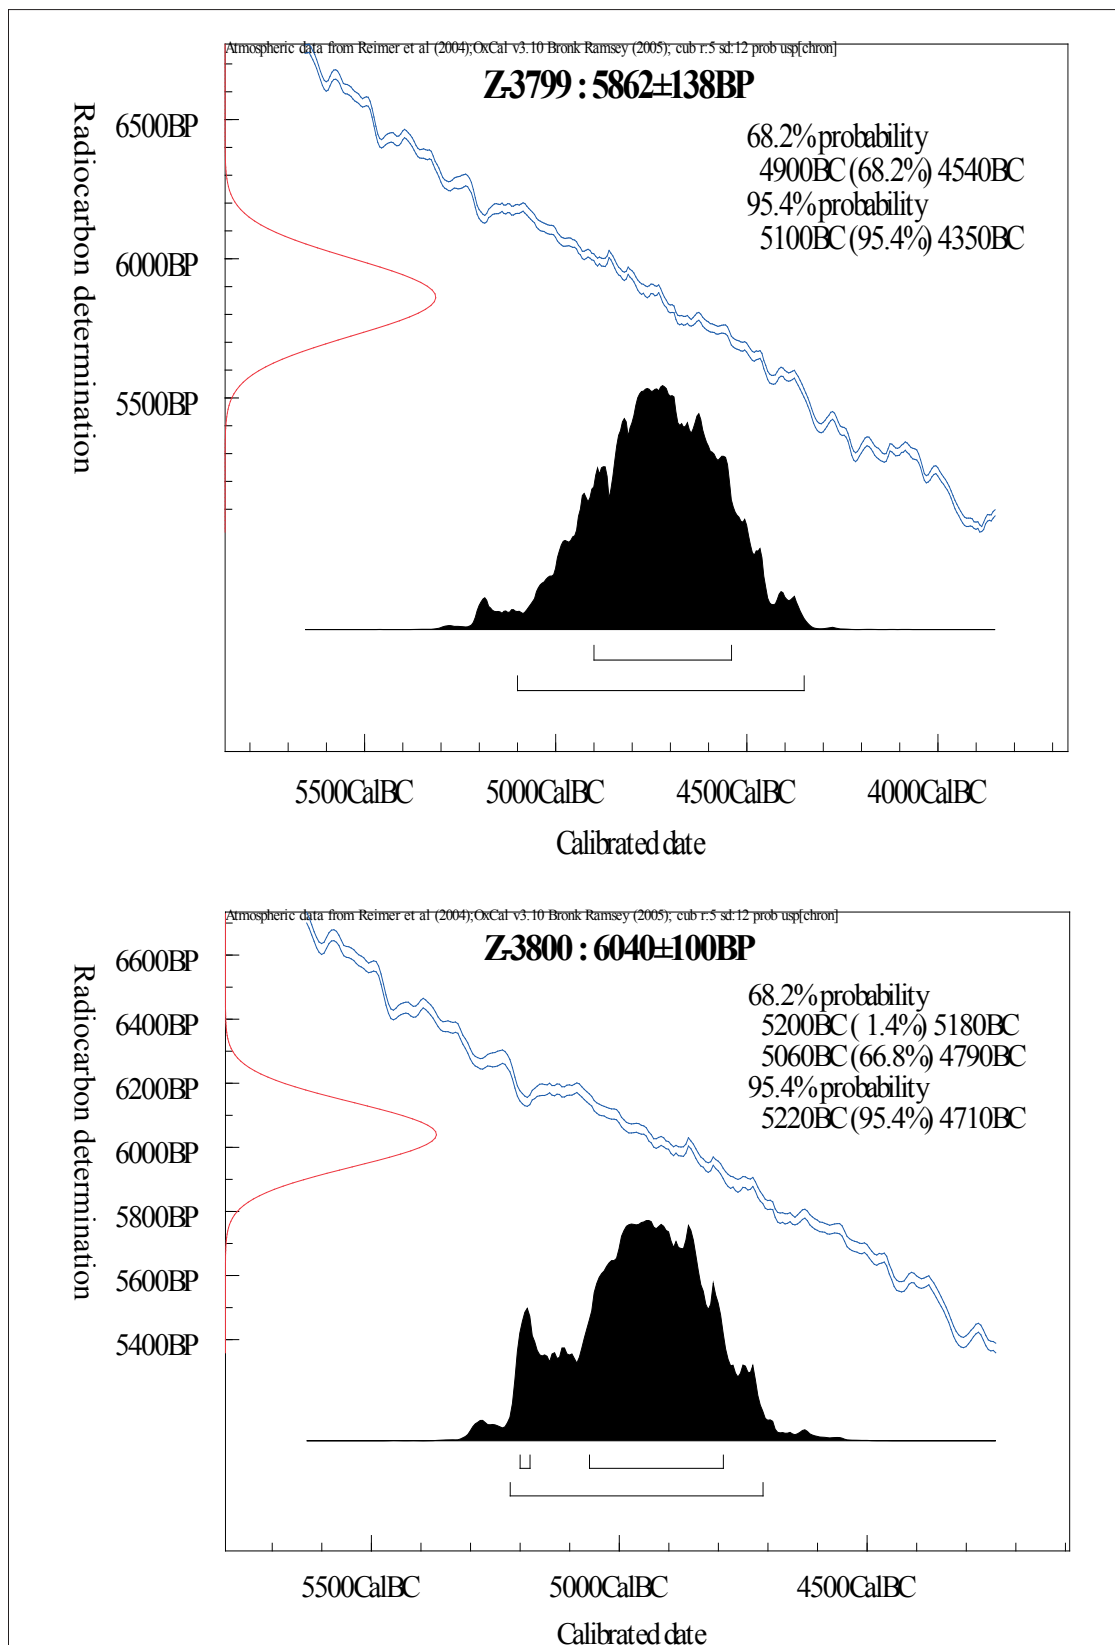 Atmospheric data from Reimer et al (2004);OxCal v3.10 Bronk Ramsey (2005); cub r:5 sd:12 prob usp[chron]
Z-3799 : 5862±138BP
68.2% probability
4900BC (68.2%) 4540BC
95.4% probability
5100BC (95.4%) 4350BC
Radiocarbon determination
6500BP
6000BP
5500BP
5500CalBC 5000CalBC 4500CalBC 4000CalBC
Calibrated date
Atmospheric data from Reimer et al (2004);OxCal v3.10 Bronk Ramsey (2005); cub r:5 sd:12 prob usp[chron]
Z-3800 : 6040±100BP
68.2% probability
5200BC ( 1.4%) 5180BC
5060BC (66.8%) 4790BC
95.4% probability
5220BC (95.4%) 4710BC
Radiocarbon determination
6600BP
6400BP
6200BP
6000BP
5800BP
5600BP
5400BP
5500CalBC 5000CalBC 4500CalBC
Calibrated date